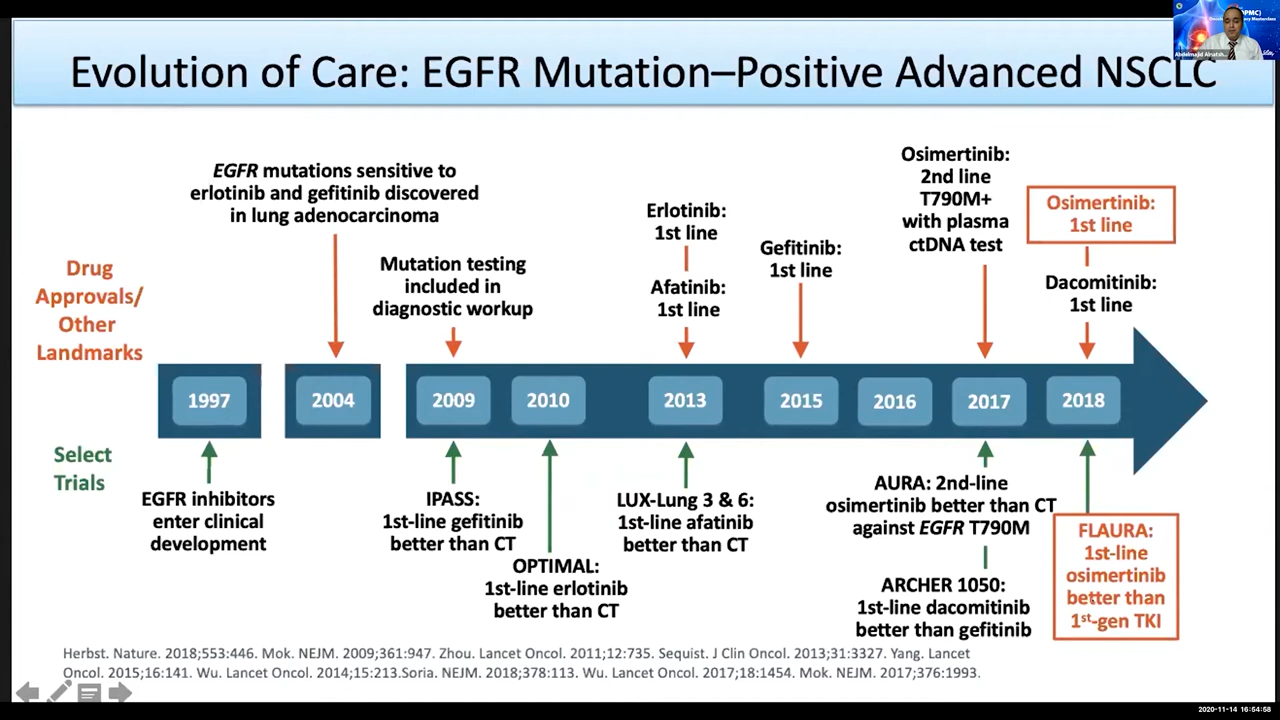 Evolution of Care: EGFR Mutation–Positive Advanced NSCLC
EGFR mutations sensitive to
erlotinib and gefitinib discovered
in lung adenocarcinoma
Mutation testing
included in
diagnostic workup
Erlotinib:
1st line
Afatinib:
1st line
Gefitinib:
1st line
Osimertinib:
2nd line
T790M+
with plasma
ctDNA test
Osimertinib:
1st line
Dacomitinib:
1st line
Drug
Approvals/
Other
Landmarks
1997
2004
2009
2010
2013
2015
2016
2017
2018
Select
Trials
EGFR inhibitors
enter clinical
development
IPASS:
1st-line gefitinib
better than CT
OPTIMAL:
1st-line erlotinib
better than CT
LUX-Lung 3 & 6:
1st-line afatinib
better than CT
AURA: 2nd-line
osimertinib better than CT
against EGFR T790M
ARCHER 1050:
1st-line dacomitinib
better than gefitinib
FLAURA:
1st-line
osimertinib
better than
1st-gen TKI
Herbst. Nature. 2018;553:446. Mok. NEJM. 2009;361:947. Zhou. Lancet Oncol. 2011;12:735. Sequist. J Clin Oncol. 2013;31:3327. Yang. Lancet
Oncol. 2015;16:141. Wu. Lancet Oncol. 2014;15:213.Soria. NEJM. 2018;378:113. Wu. Lancet Oncol. 2017;18:1454. Mok. NEJM. 2017;376:1993.
2020-11-14 16:54:58